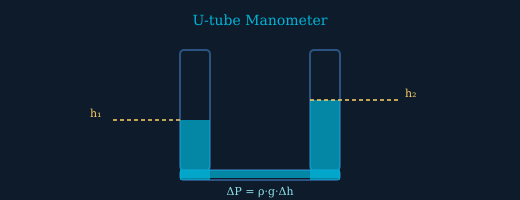 U-tube Manometer
h₂
h₁
ΔP = ρ·g·Δh